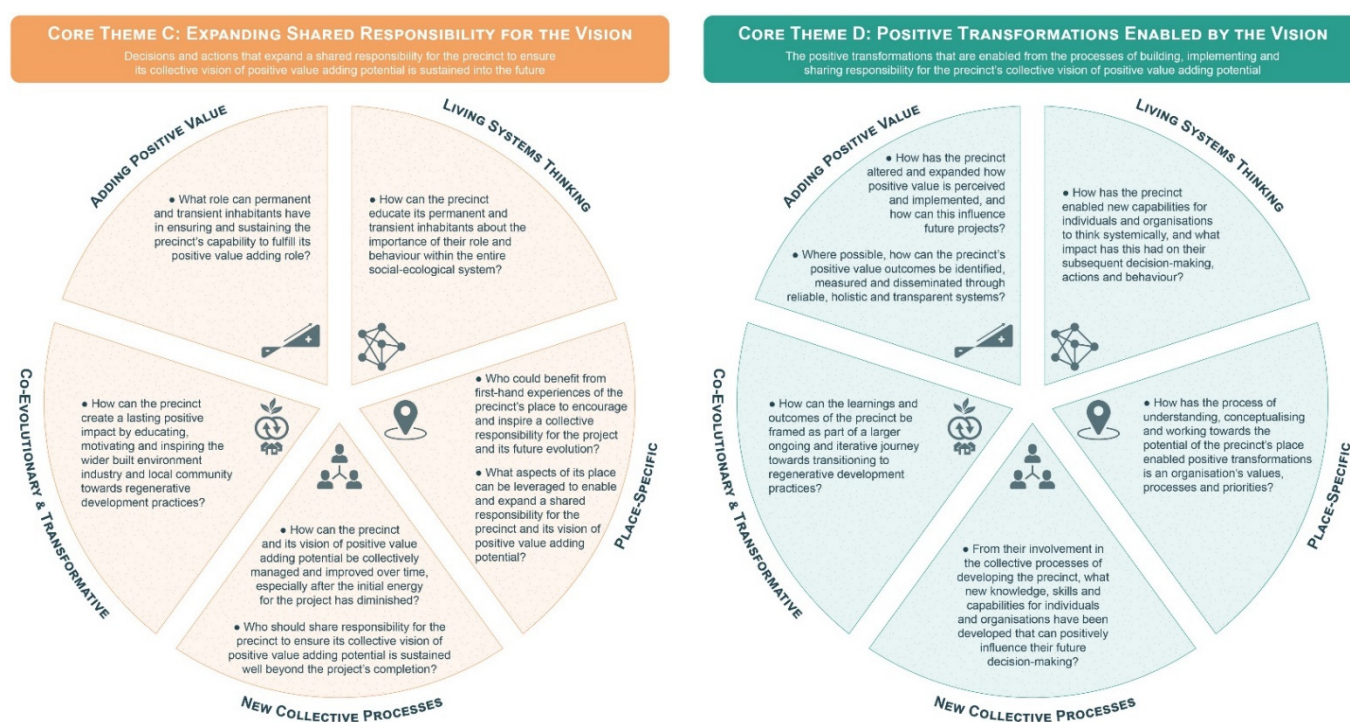 CORE THEME C: EXPANDING SHARED RESPONSIBILITY FOR THE VISION
Decisions and actions that expand a shared responsibility for the precinct to ensure
its collective vision of positive value adding potential is sustained into the future
ADDING POSITIVE VALUE
● What role can permanent
and transient inhabitants have
in ensuring and sustaining the
precinct's capability to fulfill its
positive value adding role?
LIVING SYSTEMS THINKING
● How can the precinct
educate its permanent and
transient inhabitants about the
importance of their role and
behaviour within the entire
social-ecological system?
PLACE-SPECIFIC
● Who could benefit from
first-hand experiences of the
precinct's place to encourage
and inspire a collective
responsibility for the project
and its future evolution?
● What aspects of its place
can be leveraged to enable
and expand a shared
responsibility for the
precinct and its vision of
positive value adding
potential?
NEW COLLECTIVE PROCESSES
● How can the precinct
and its vision of positive value
adding potential be collectively
managed and improved over time,
especially after the initial energy
for the project has diminished?
● Who should share responsibility for the
precinct to ensure its collective vision of
positive value adding potential is sustained
well beyond the project's completion?
CO-EVOLUTIONARY & TRANSFORMATIVE
● How can the precinct
create a lasting positive
impact by educating,
motivating and inspiring the
wider built environment
industry and local community
towards regenerative
development practices?
CORE THEME D: POSITIVE TRANSFORMATIONS ENABLED BY THE VISION
The positive transformations that are enabled from the processes of building, implementing and
sharing responsibility for the precinct's collective vision of positive value adding potential
ADDING POSITIVE VALUE
● How has the precinct
altered and expanded how
positive value is perceived
and implemented, and
how can this influence
future projects?
● Where possible, how can the precinct's
positive value outcomes be identified,
measured and disseminated through
reliable, holistic and transparent systems?
LIVING SYSTEMS THINKING
● How has the precinct
enabled new capabilities for
individuals and organisations
to think systemically, and what
impact has this had on their
subsequent decision-making,
actions and behaviour?
PLACE-SPECIFIC
● How has the process of
understanding, conceptualising
and working towards the
potential of the precinct's place
enabled positive transformations
is an organisation's values,
processes and priorities?
NEW COLLECTIVE PROCESSES
● From their involvement in
the collective processes of
developing the precinct, what
new knowledge, skills and
capabilities for individuals
and organisations have been
developed that can positively
influence their future
decision-making?
CO-EVOLUTIONARY & TRANSFORMATIVE
● How can the learnings and
outcomes of the precinct be
framed as part of a larger
ongoing and iterative journey
towards transitioning to
regenerative development
practices?